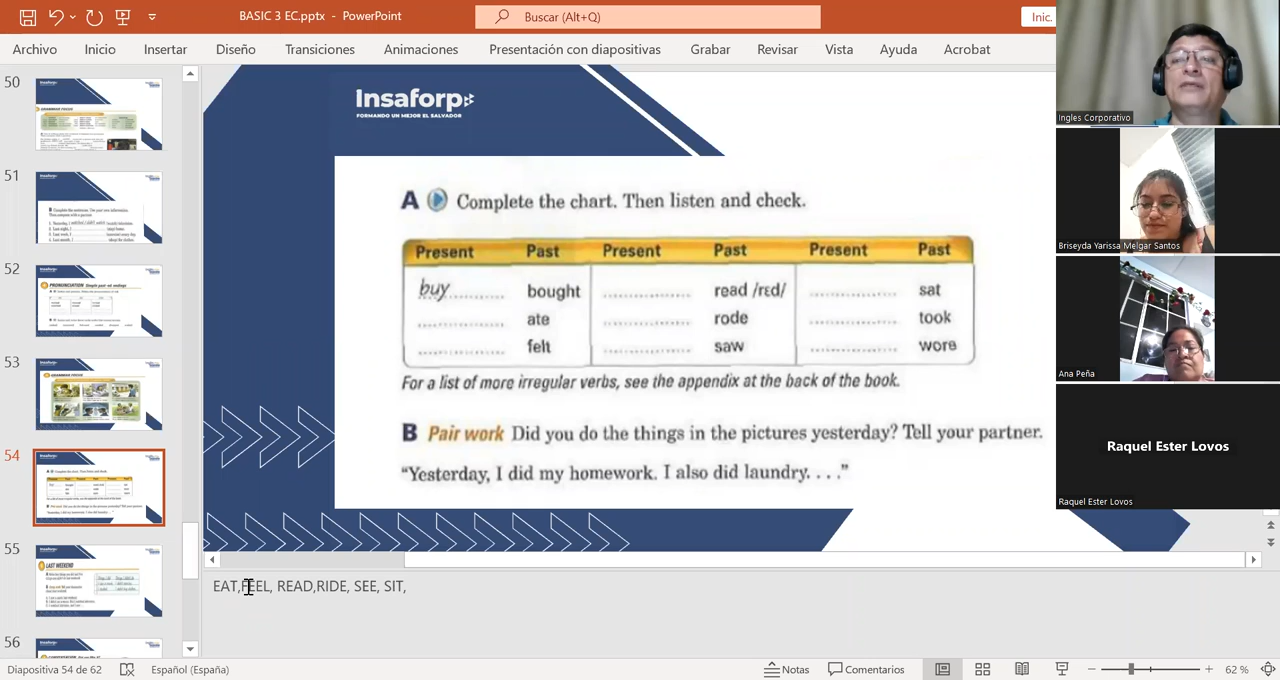 BASIC 3 EC.pptx - PowerPoint
Buscar (Alt+Q)
Inic.
Archivo Inicio Insertar Diseño Transiciones Animaciones Presentación con diapositivas Grabar Revisar Vista Ayuda Acrobat
50
51
52
53
54
55
56
Insaforp
FORMANDO UN MEJOR EL SALVADOR
A Complete the chart. Then listen and check.
Present Past Present Past Present Past
buy bought read /rɛd/ sat
ate rode took
felt saw wore
For a list of more irregular verbs, see the appendix at the back of the book.
B Pair work Did you do the things in the pictures yesterday? Tell your partner.
“Yesterday, I did my homework. I also did laundry. . . .”
EAT,FEEL, READ,RIDE, SEE, SIT,
Ingles Corporativo
Briseyda Yarissa Melgar Santos
Ana Peña
Raquel Ester Lovos
Raquel Ester Lovos
Diapositiva 54 de 62 Español (España) Notas Comentarios 62 %